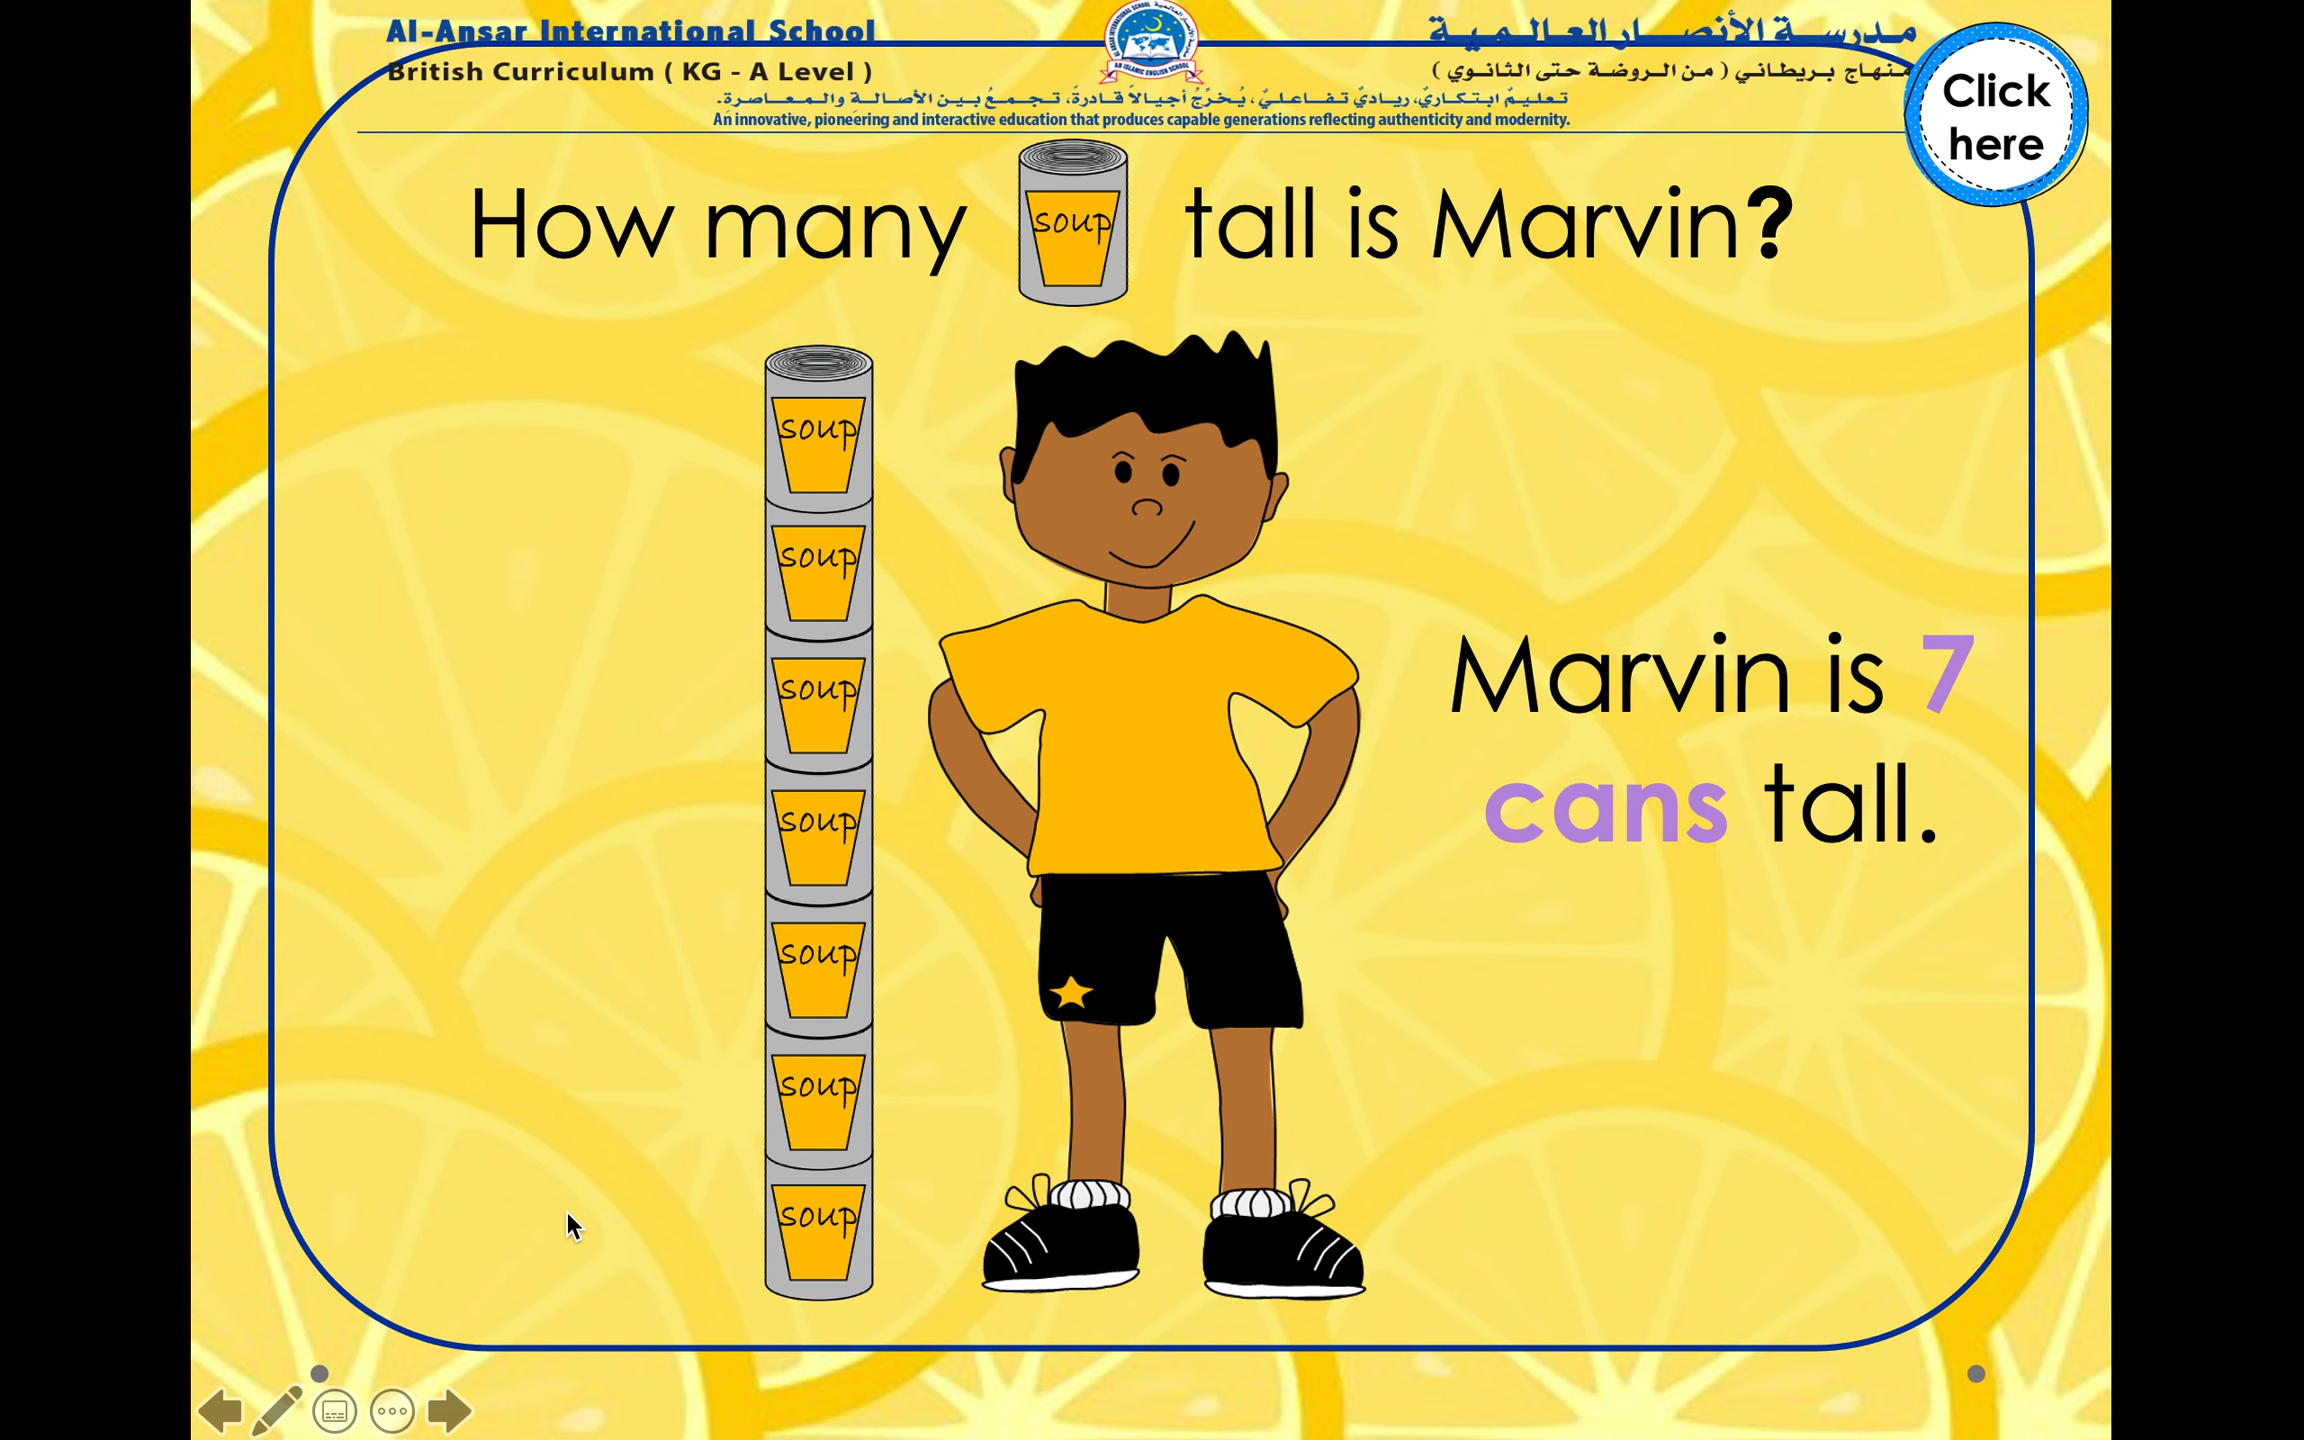 Al-Ansar International School
مدرسة الأنصار العالمية
British Curriculum ( KG - A Level )
منهاج بريطاني ( من الروضة حتى الثانوي )
تعليمٌ ابتكاريٌ، رياديٌ تفاعليٌ، يُخرِّجُ أجيالاً قادرةً، تجمعُ بين الأصالة والمعاصرة.
An innovative, pioneering and interactive education that produces capable generations reflecting authenticity and modernity.
Click
here
How many soup tall is Marvin?
soup
soup
soup
soup
soup
soup
soup
Marvin is 7
cans tall.